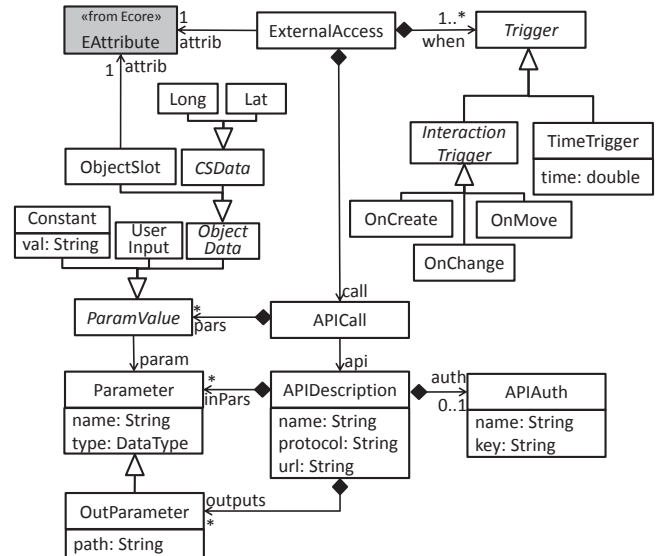 «from Ecore»
EAttribute
1
attrib
ExternalAccess
1..*
when
Trigger
1
attrib
Long
Lat
Interaction
Trigger
TimeTrigger
time: double
ObjectSlot
CSData
OnCreate
OnMove
OnChange
Constant
val: String
User
Input
Object
Data
call
ParamValue
*
pars
APICall
param
api
Parameter
name: String
type: DataType
*
inPars
APIDescription
name: String
protocol: String
url: String
auth
0..1
APIAuth
name: String
key: String
outputs
*
OutParameter
path: String